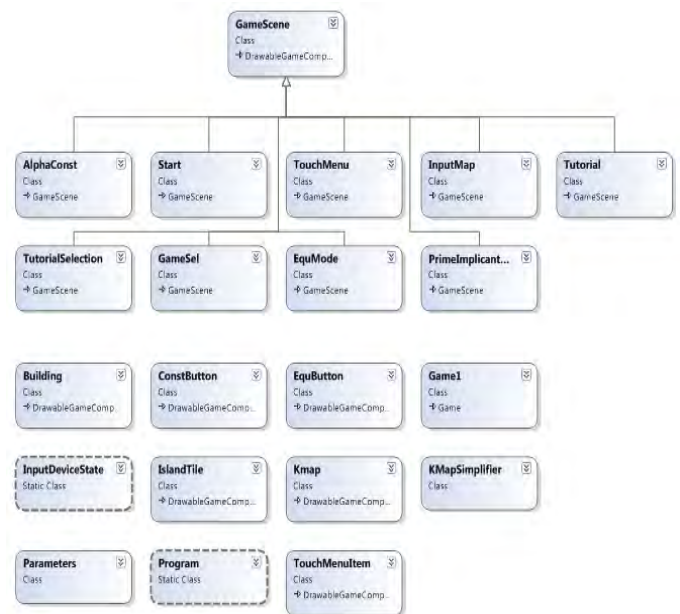 GameScene
Class
DrawableGameComp...
AlphaConst
Class
GameScene
Start
Class
GameScene
TouchMenu
Class
GameScene
InputMap
Class
GameScene
Tutorial
Class
GameScene
TutorialSelection
Class
GameScene
GameSel
Class
GameScene
EquMode
Class
GameScene
PrimeImplicant...
Class
GameScene
Building
Class
DrawableGameComp
ConstButton
Class
DrawableGameComp...
EquButton
Class
DrawableGameComp...
Game1
Class
Game
InputDeviceState
Static Class
IslandTile
Class
DrawableGameComp...
Kmap
Class
DrawableGameComp...
KMapSimplifier
Class
Parameters
Class
Program
Static Class
TouchMenuItem
Class
DrawableGameComp...